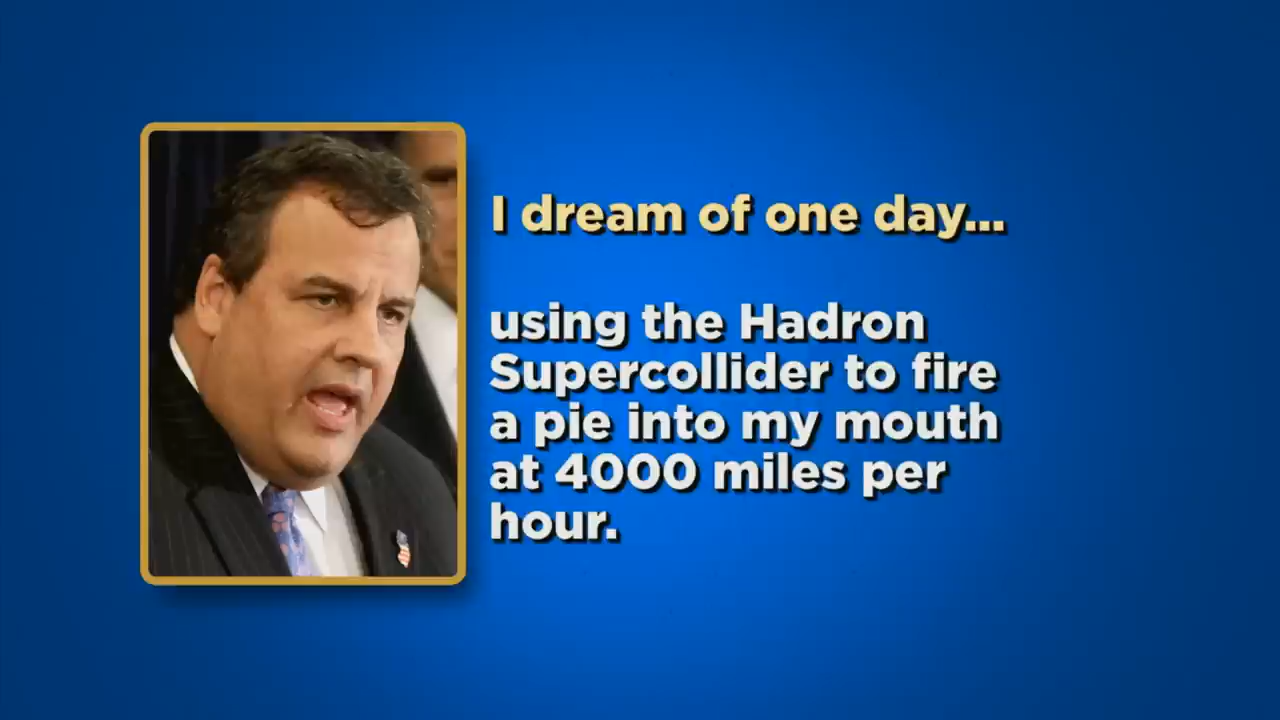 I dream of one day...
using the Hadron
Supercollider to fire
a pie into my mouth
at 4000 miles per
hour.